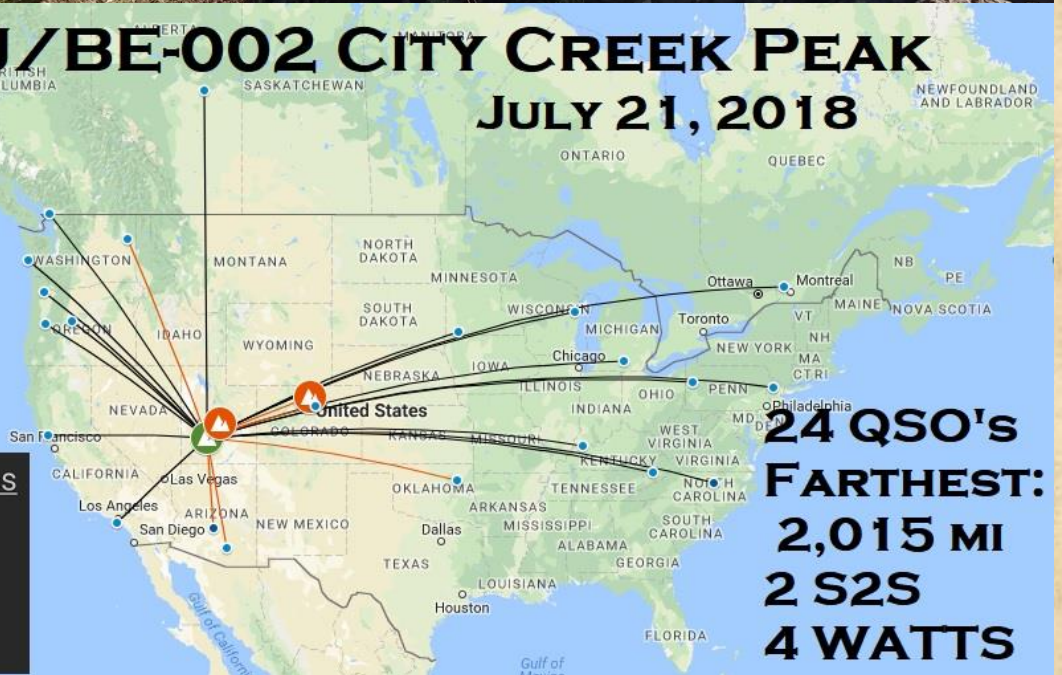 /BE-002 CITY CREEK PEAK
JULY 21, 2018
ALBERTA
MANITOBA
SASKATCHEWAN
NEWFOUNDLAND
AND LABRADOR
ONTARIO
QUEBEC
WASHINGTON
MONTANA
NORTH
DAKOTA
MINNESOTA
Ottawa
Montreal
NB
PE
MAINE
NOVA SCOTIA
OREGON
IDAHO
SOUTH
DAKOTA
WISCONSIN
MICHIGAN
Toronto
VT
NH
WYOMING
NEW YORK
MA
CT RI
IOWA
Chicago
NEBRASKA
ILLINOIS
INDIANA
OHIO
PENN
Philadelphia
NEVADA
United States
COLORADO
KANSAS
MISSOURI
WEST
VIRGINIA
MD
DE
San Francisco
KENTUCKY
VIRGINIA
CALIFORNIA
Las Vegas
OKLAHOMA
TENNESSEE
NORTH
CAROLINA
Los Angeles
ARIZONA
NEW MEXICO
ARKANSAS
San Diego
Dallas
MISSISSIPPI
SOUTH
CAROLINA
ALABAMA
TEXAS
GEORGIA
LOUISIANA
Houston
FLORIDA
Gulf of California
Gulf of
24 QSO's
FARTHEST:
2,015 MI
2 S2S
4 WATTS